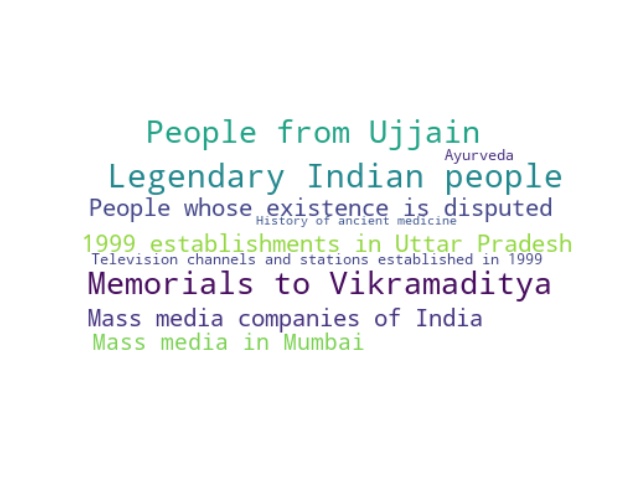 People from Ujjain
Ayurveda
Legendary Indian people
People whose existence is disputed
History of ancient medicine
1999 establishments in Uttar Pradesh
Television channels and stations established in 1999
Memorials to Vikramaditya
Mass media companies of India
Mass media in Mumbai